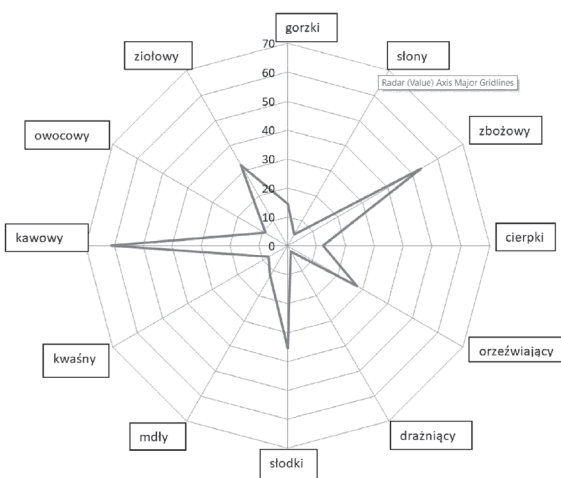 gorzki
ziołowy
70
słony
60
Radar (Value) Axis Major Gridlines
50
zbożowy
owocowy
40
30
20
10
kawowy
0
cierpki
kwaśny
orzeźwiający
mdły
drażniący
słodki